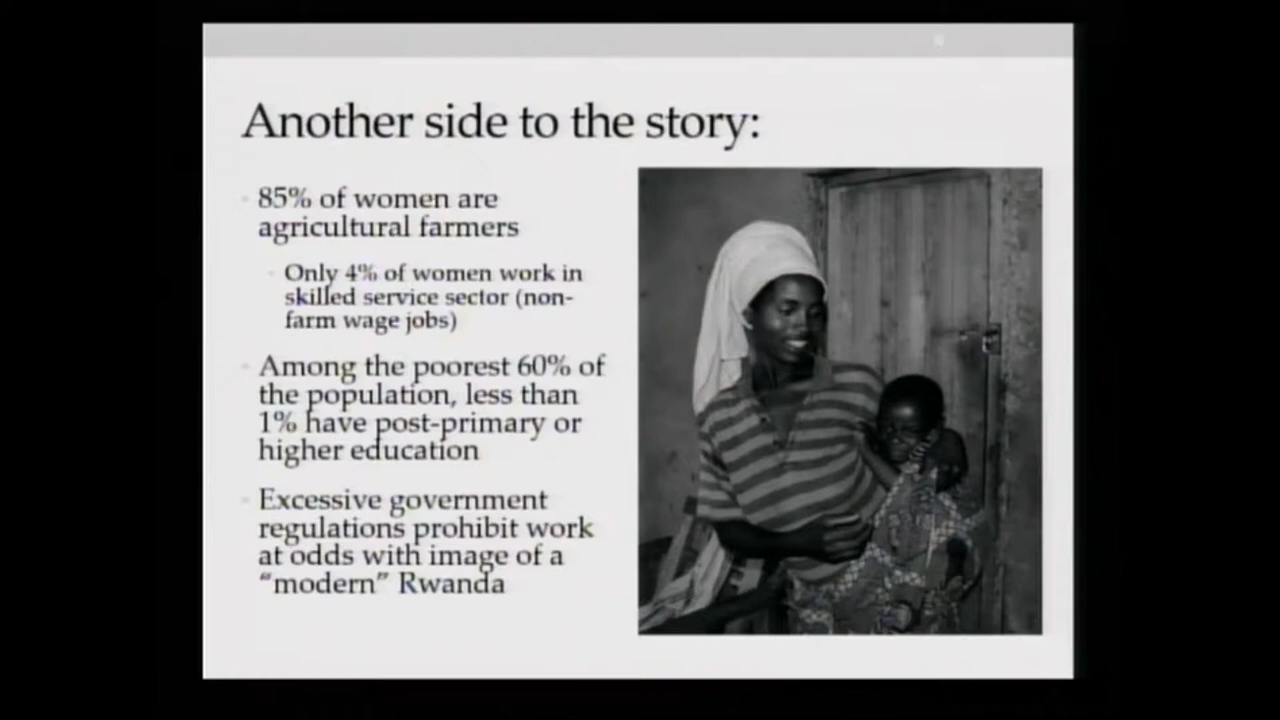 Another side to the story:
85% of women are
agricultural farmers
Only 4% of women work in
skilled service sector (non-
farm wage jobs)
Among the poorest 60% of
the population, less than
1% have post-primary or
higher education
Excessive government
regulations prohibit work
at odds with image of a
“modern” Rwanda